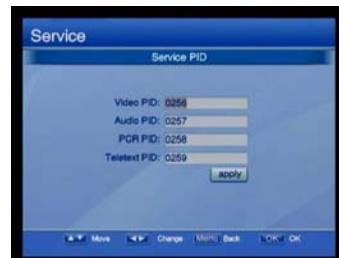 Service
Service PID
Video PID: 0256
Audio PID: 0257
PCR PID: 0258
Teletext PID: 0259
apply
Move Change Menu Back OK OK